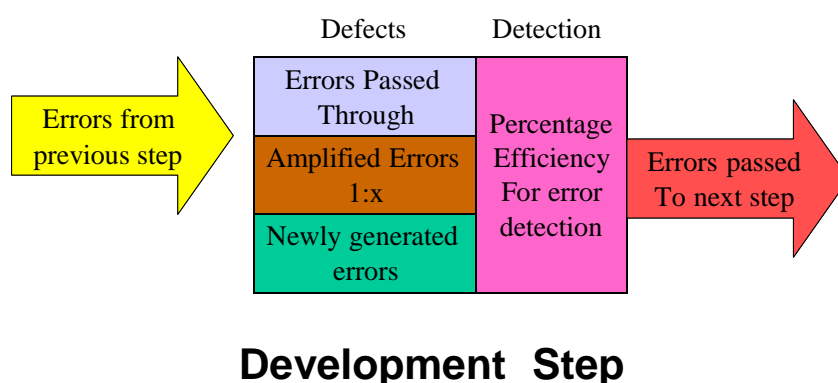 Defects Detection
Errors from
previous step
Errors Passed
Through
Amplified Errors
1:x
Newly generated
errors
Percentage
Efficiency
For error
detection
Errors passed
To next step
Development Step